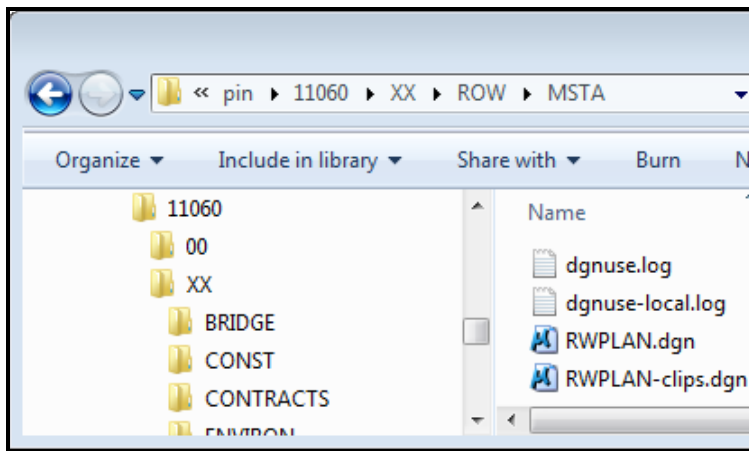 « pin 11060 XX ROW MSTA
Organize Include in library Share with Burn N
11060
00
XX
BRIDGE
CONST
CONTRACTS
ENVIRON
Name
dgnuse.log
dgnuse-local.log
RWPLAN.dgn
RWPLAN-clips.dgn